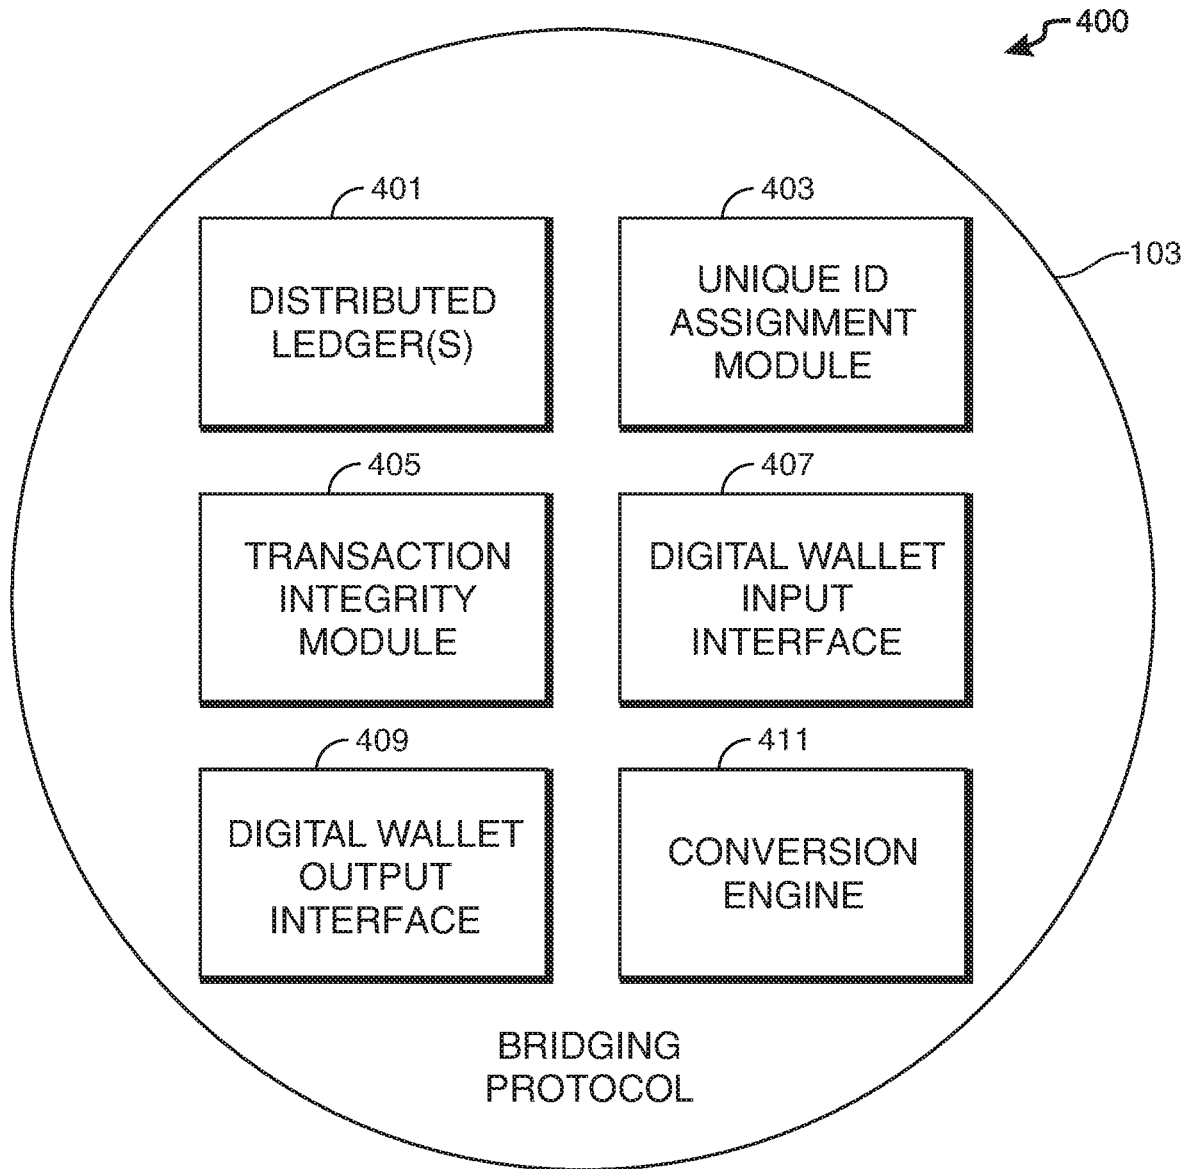 400
401
403
103
DISTRIBUTED
LEDGER(S)
UNIQUE ID
ASSIGNMENT
MODULE
405
407
TRANSACTION
INTEGRITY
MODULE
DIGITAL WALLET
INPUT
INTERFACE
409
411
DIGITAL WALLET
OUTPUT
INTERFACE
CONVERSION
ENGINE
BRIDGING
PROTOCOL